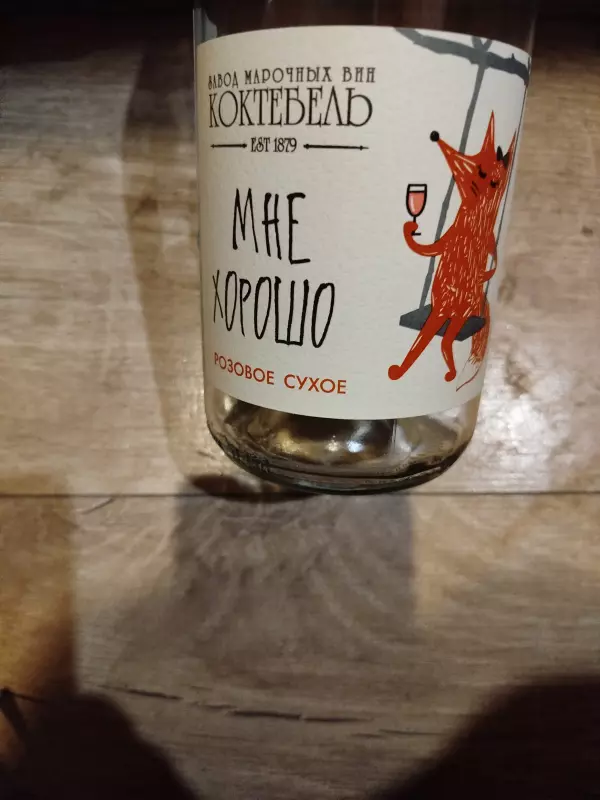 ЗАВОД МАРОЧНЫХ ВИН
КОКТЕБЕЛЬ
EST 1879
МНЕ
ХОРОШО
РОЗОВОЕ СУХОЕ